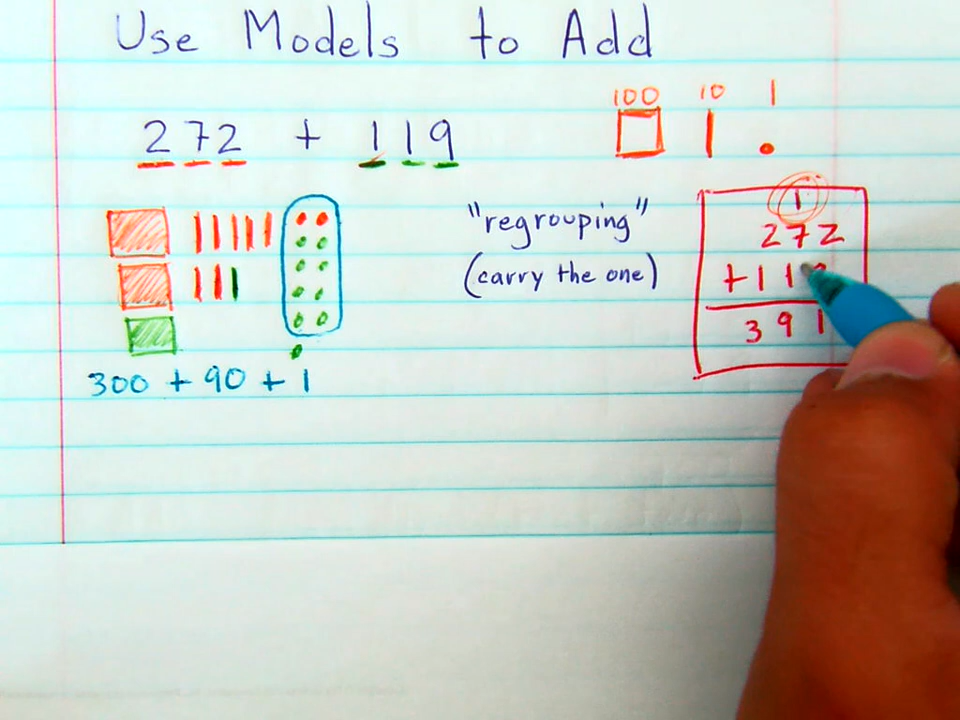 Use Models to Add
272 + 119
100 10 1
"regrouping"
(carry the one)
1
272
+11
391
300 + 90 + 1